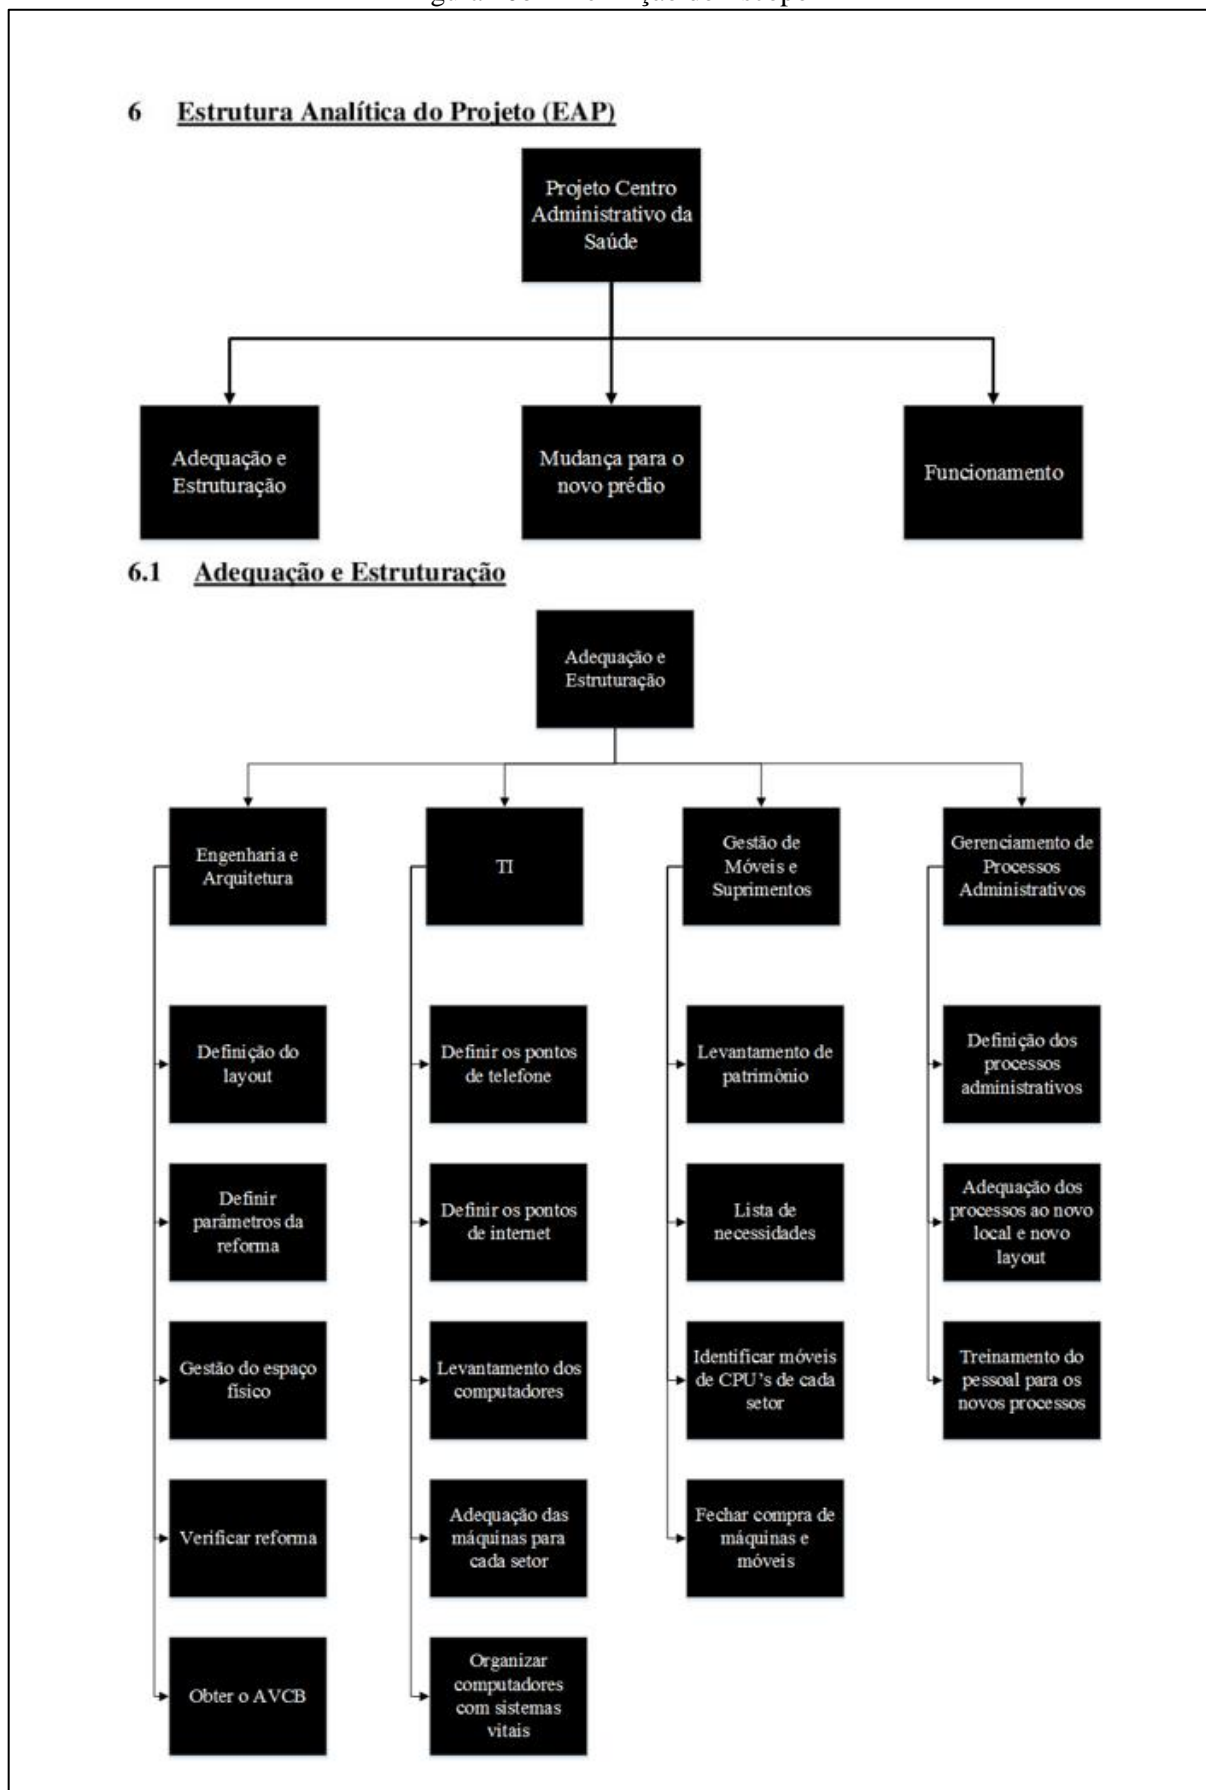 6 Estrutura Analítica do Projeto (EAP)
Projeto Centro
Administrativo da
Saúde
Adequação e
Estruturação
Mudança para o
novo prédio
Funcionamento
6.1 Adequação e Estruturação
Adequação e
Estruturação
Engenharia e
Arquitetura
TI
Gestão de
Móveis e
Suprimentos
Gerenciamento de
Processos
Administrativos
Definição do
layout
Definir os pontos
de telefone
Levantamento de
patrimônio
Definição dos
processos
administrativos
Definir
parâmetros da
reforma
Definir os pontos
de internet
Lista de
necessidades
Adequação dos
processos ao novo
local e novo
layout
Gestão do espaço
físico
Levantamento dos
computadores
Identificar móveis
de CPU's de cada
setor
Treinamento do
pessoal para os
novos processos
Verificar reforma
Adequação das
máquinas para
cada setor
Fechar compra de
máquinas e
móveis
Obter o AVCB
Organizar
computadores
com sistemas
vitais